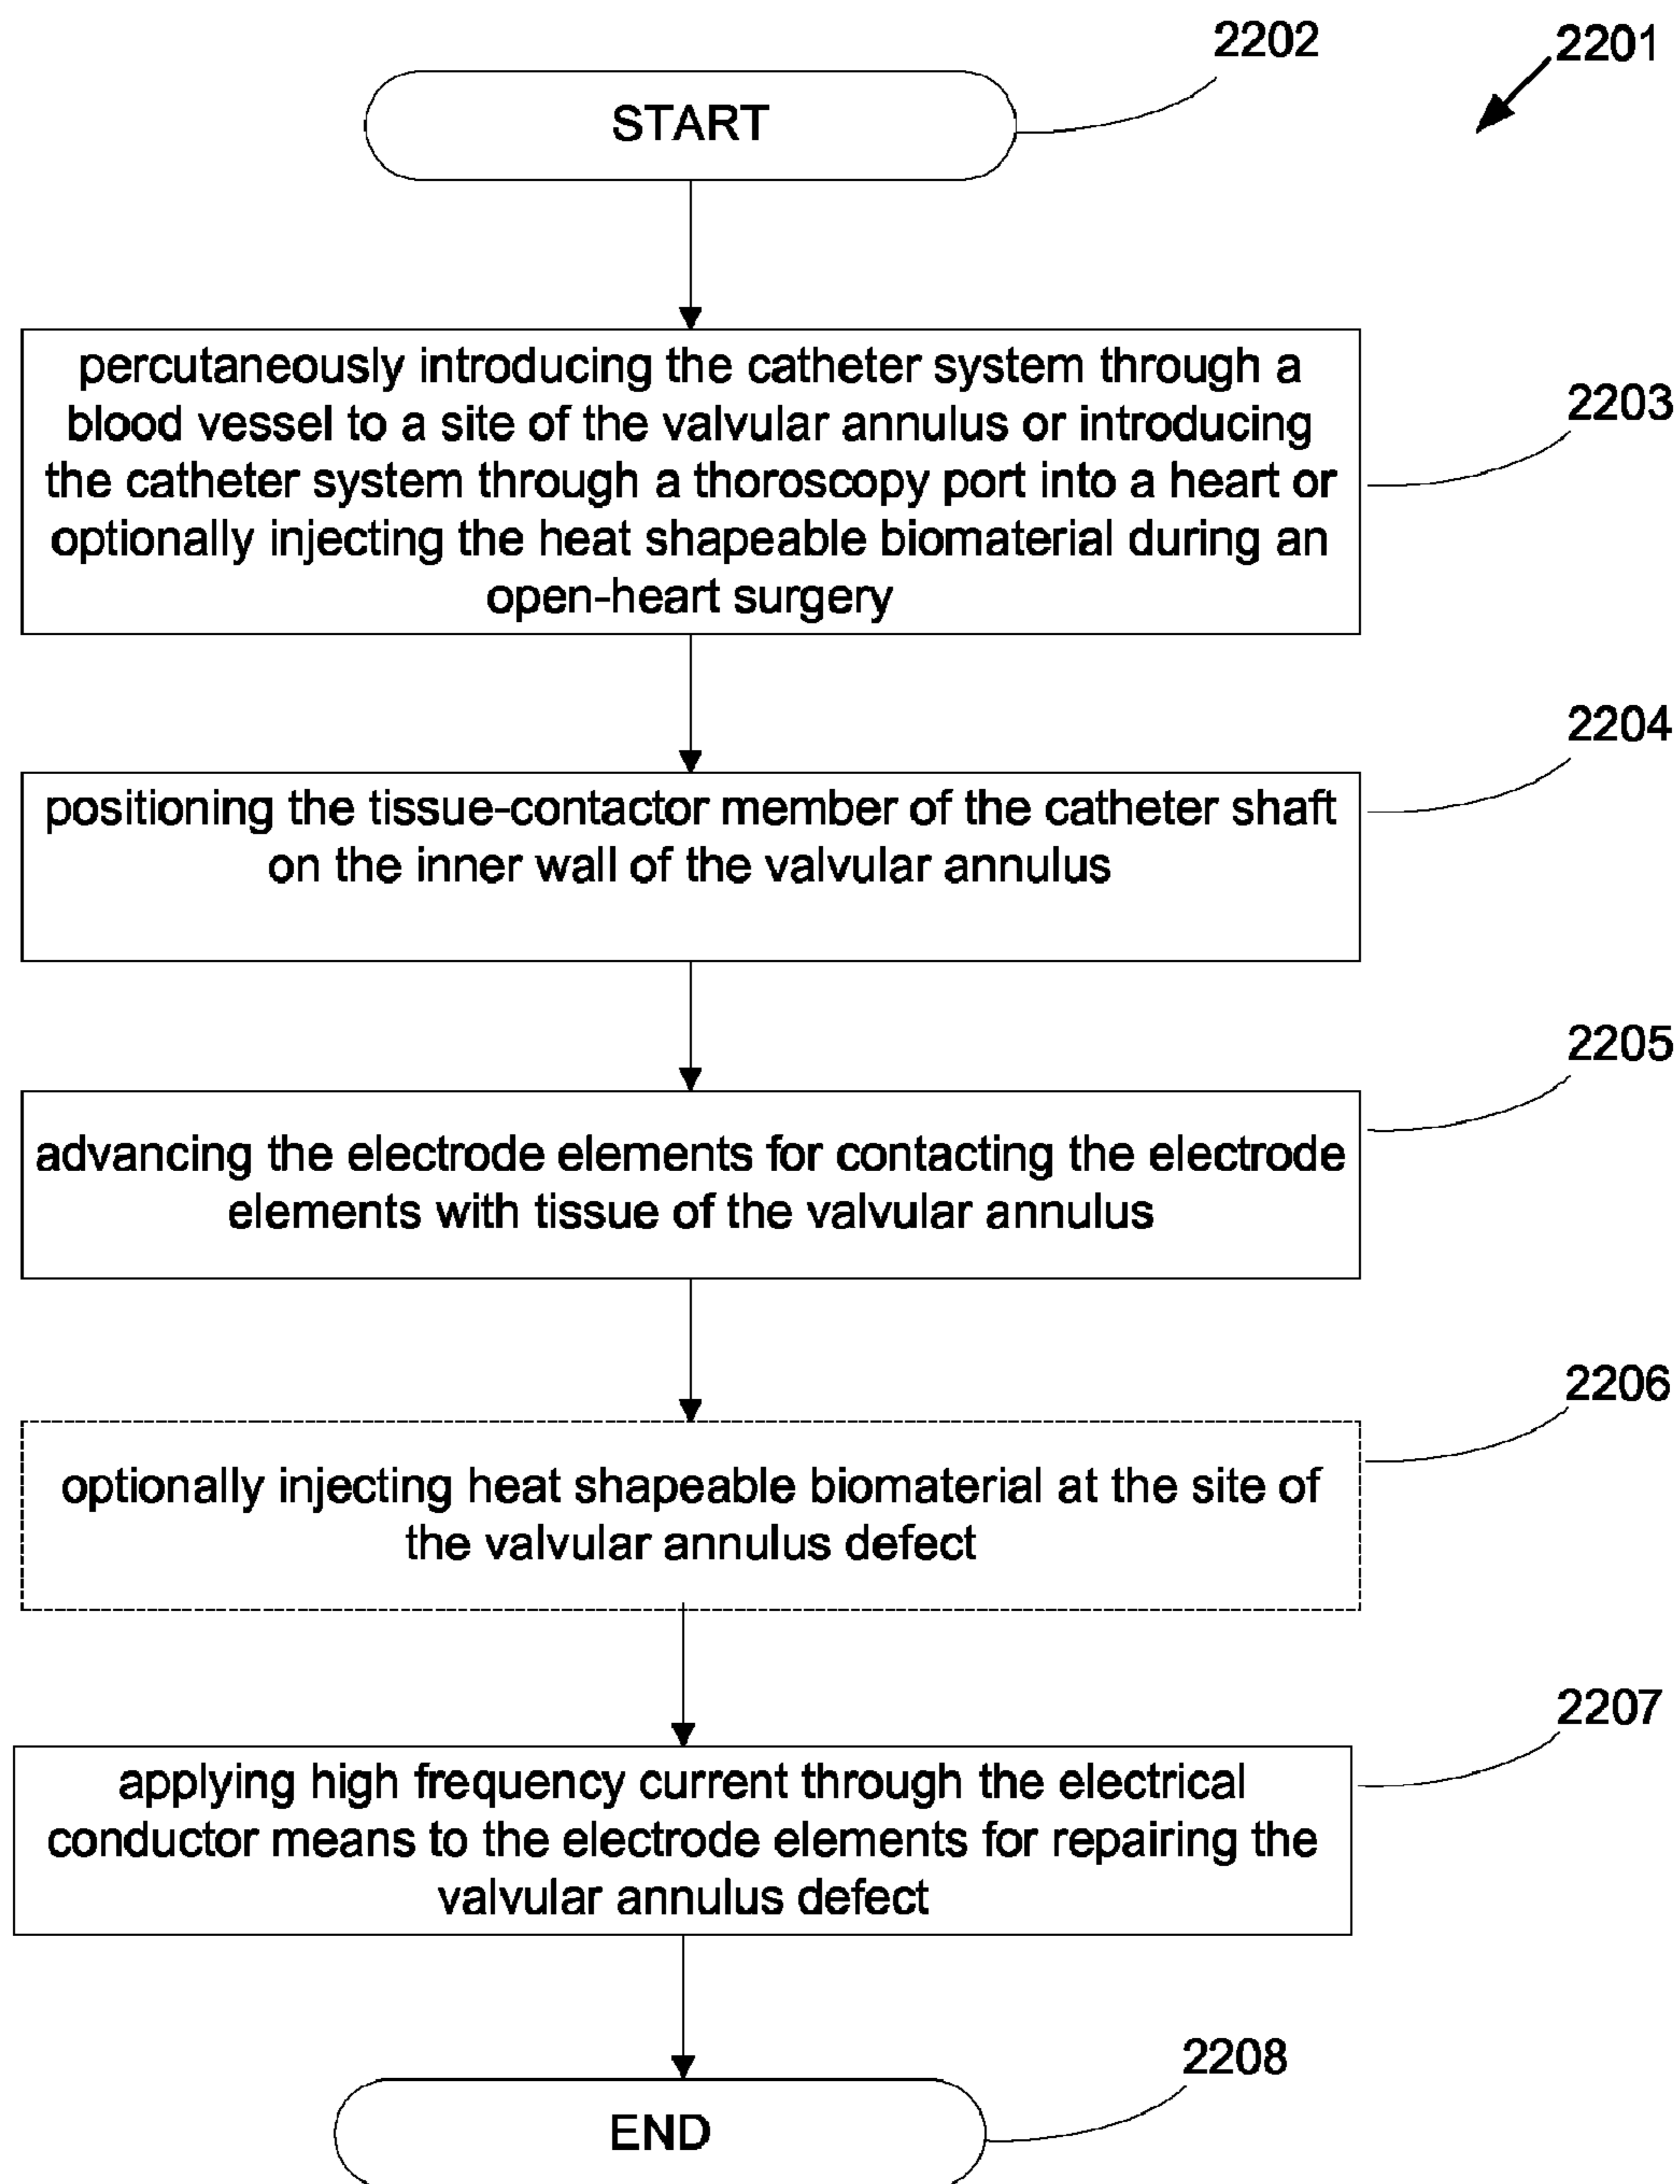 2202
2201
START
percutaneously introducing the catheter system through a
blood vessel to a site of the valvular annulus or introducing
the catheter system through a thoroscopy port into a heart or
optionally injecting the heat shapeable biomaterial during an
open-heart surgery
2203
positioning the tissue-contactor member of the catheter shaft
on the inner wall of the valvular annulus
2204
advancing the electrode elements for contacting the electrode
elements with tissue of the valvular annulus
2205
optionally injecting heat shapeable biomaterial at the site of
the valvular annulus defect
2206
applying high frequency current through the electrical
conductor means to the electrode elements for repairing the
valvular annulus defect
2207
END
2208